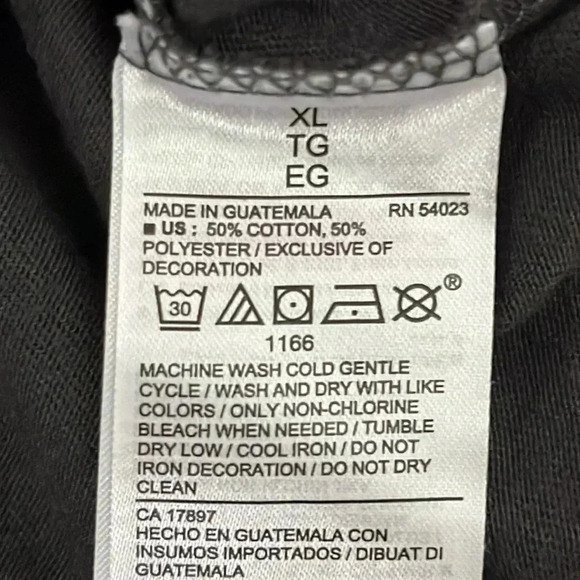 XL
TG
EG
MADE IN GUATEMALA RN 54023
■ US : 50% COTTON, 50%
POLYESTER / EXCLUSIVE OF
DECORATION
30 ®
1166
MACHINE WASH COLD GENTLE
CYCLE / WASH AND DRY WITH LIKE
COLORS / ONLY NON-CHLORINE
BLEACH WHEN NEEDED / TUMBLE
DRY LOW / COOL IRON / DO NOT
IRON DECORATION / DO NOT DRY
CLEAN
CA 17897
HECHO EN GUATEMALA CON
INSUMOS IMPORTADOS / DIBUAT DI
GUATEMALA